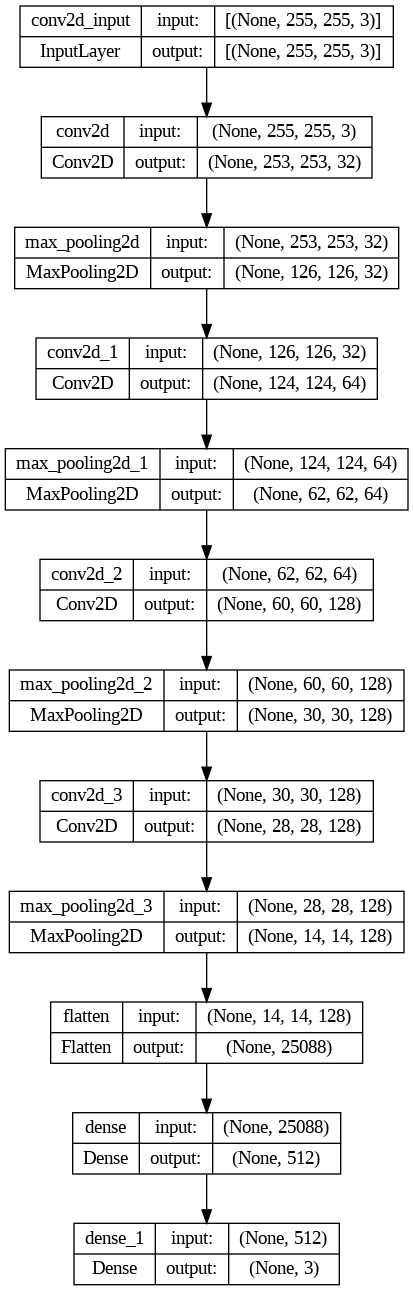 conv2d_input input: [(None, 255, 255, 3)]
InputLayer output: [(None, 255, 255, 3)]
conv2d input: (None, 255, 255, 3)
Conv2D output: (None, 253, 253, 32)
max_pooling2d input: (None, 253, 253, 32)
MaxPooling2D output: (None, 126, 126, 32)
conv2d_1 input: (None, 126, 126, 32)
Conv2D output: (None, 124, 124, 64)
max_pooling2d_1 input: (None, 124, 124, 64)
MaxPooling2D output: (None, 62, 62, 64)
conv2d_2 input: (None, 62, 62, 64)
Conv2D output: (None, 60, 60, 128)
max_pooling2d_2 input: (None, 60, 60, 128)
MaxPooling2D output: (None, 30, 30, 128)
conv2d_3 input: (None, 30, 30, 128)
Conv2D output: (None, 28, 28, 128)
max_pooling2d_3 input: (None, 28, 28, 128)
MaxPooling2D output: (None, 14, 14, 128)
flatten input: (None, 14, 14, 128)
Flatten output: (None, 25088)
dense input: (None, 25088)
Dense output: (None, 512)
dense_1 input: (None, 512)
Dense output: (None, 3)